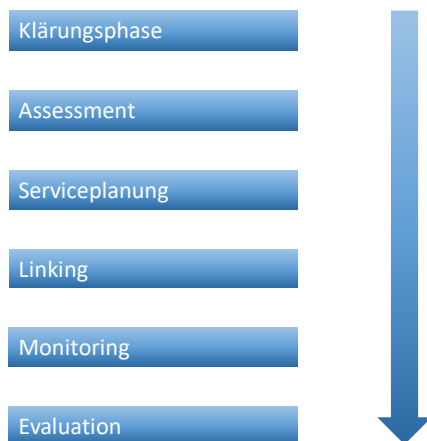 Klärungsphase
Assessment
Serviceplanung
Linking
Monitoring
Evaluation